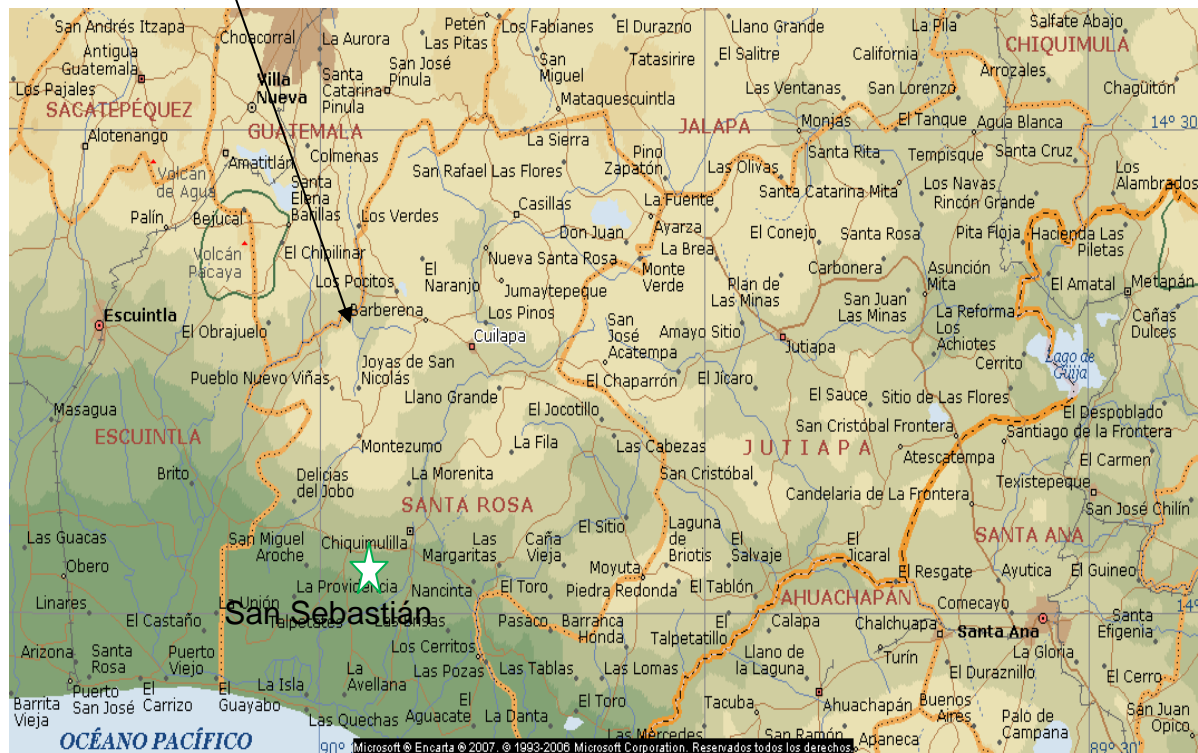 San Andrés Itzapa
Choacorral
La Aurora
Petén
Las Pitas
Los Fabianes
El Durazno
Llano Grande
La Pila
Salfate Abajo
Antigua
Guatemala
San José
Pinula
San
Miguel
Tatasirire
El Salitre
California
CHIQUIMULA
Arrozales
Los Pajales
Villa
Nueva
Santa
Catarina
Pinula
Mataquescuintla
Las Ventanas
San Lorenzo
Chagüitón
SACATEPÉQUEZ
GUATEMALA
La Sierra
JALAPA
Monjas
El Tanque
Agua Blanca
14° 30
Alotenango
Amatitlán
Colmenas
San Rafael Las Flores
Pino
Zapatón
Las Olivas
Santa Rita
Tempisque
Santa Cruz
Volcán
de Agua
Santa
Elena
Barillas
Casillas
La Fuente
Santa Catarina Mita
Los Navas
Rincón Grande
Los
Alambrados
Palín
Bejucal
Los Verdes
Don Juan
Ayarza
El Conejo
Santa Rosa
Pita Floja
Hacienda Las
Piletas
Volcán
Pacaya
El Chipilinar
Nueva Santa Rosa
La Brea
Monte
Verde
Carbonera
Asunción
Mita
El Amatal
Metapán
Los Pocitos
El
Naranjo
Jumaytepeque
Plán de
Las Minas
San Juan
Las Minas
La Reforma
Cañas
Dulces
Escuintla
El Obrajuelo
Barberena
Los Pinos
Cuilapa
San
José
Acatempa
Amayo Sitio
Jutiapa
Los
Achiotes
Cerrito
Lago de
Güija
Pueblo Nuevo Viñas
Joyas de San
Nicolás
Llano Grande
El Chaparrón
El Jícaro
El Sauce
Sitio de Las Flores
Masagua
El Jocotillo
San Cristóbal Frontera
El Despoblado
Santiago de la Frontera
ESCUINTLA
Montezumo
La Fila
Las Cabezas
JUTIAPA
Atescatempa
El Carmen
Brito
Delicias
del Jobo
La Morenita
San Cristóbal
Candelaria de La Frontera
Texistepeque
San José Chilín
SANTA ROSA
El Sitio
Laguna
de
Briotis
SANTA ANA
Las Guacas
San Miguel
Aroche
Chiquimulilla
Margaritas
Las
Caña
Vieja
El
Salvaje
El
Jicaral
Obero
La Providencia
Nancinta
El Toro
Moyuta
Piedra Redonda
El Tablón
El Resgate
Ayutica
El Guineo
Linares
La Unión
San Sebastián
AHUACHAPÁN
Comecayo
14°
El Castaño
Talpetates
Las Brisas
Pasaco
Barranca
Honda
Talpetatillo
El
Calapa
Chalchuapa
Santa Ana
Santa
Efigenia
Arizona
Santa
Rosa
Puerto
Viejo
Los Cerritos
Llano de
la Laguna
Turín
La Gloria
La
Avellana
Las Pozas
Las Tablas
Las Lomas
El Duraznillo
El Cerro
Barrita
Vieja
Puerto
San José
El
Carrizo
El
Guayabo
La Isla
Las Quechas
Aguacate
La Danta
El Toro
Tacuba
Ahuachapán
Buenos
Aires
Palo de
Campana
San Juan
Opico
OCÉANO PACÍFICO
90°
Las Mercedes
San Ramón
Apaneca
89° 30
Microsoft ® Encarta ® 2007. © 1993-2006 Microsoft Corporation. Reservados todos los derechos.